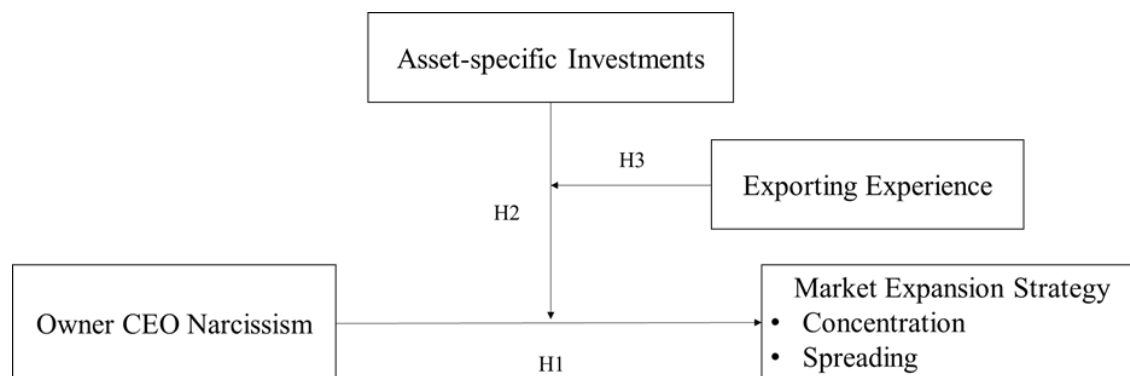 Asset-specific Investments
H3
Exporting Experience
H2
Owner CEO Narcissism
H1
Market Expansion Strategy
• Concentration
• Spreading